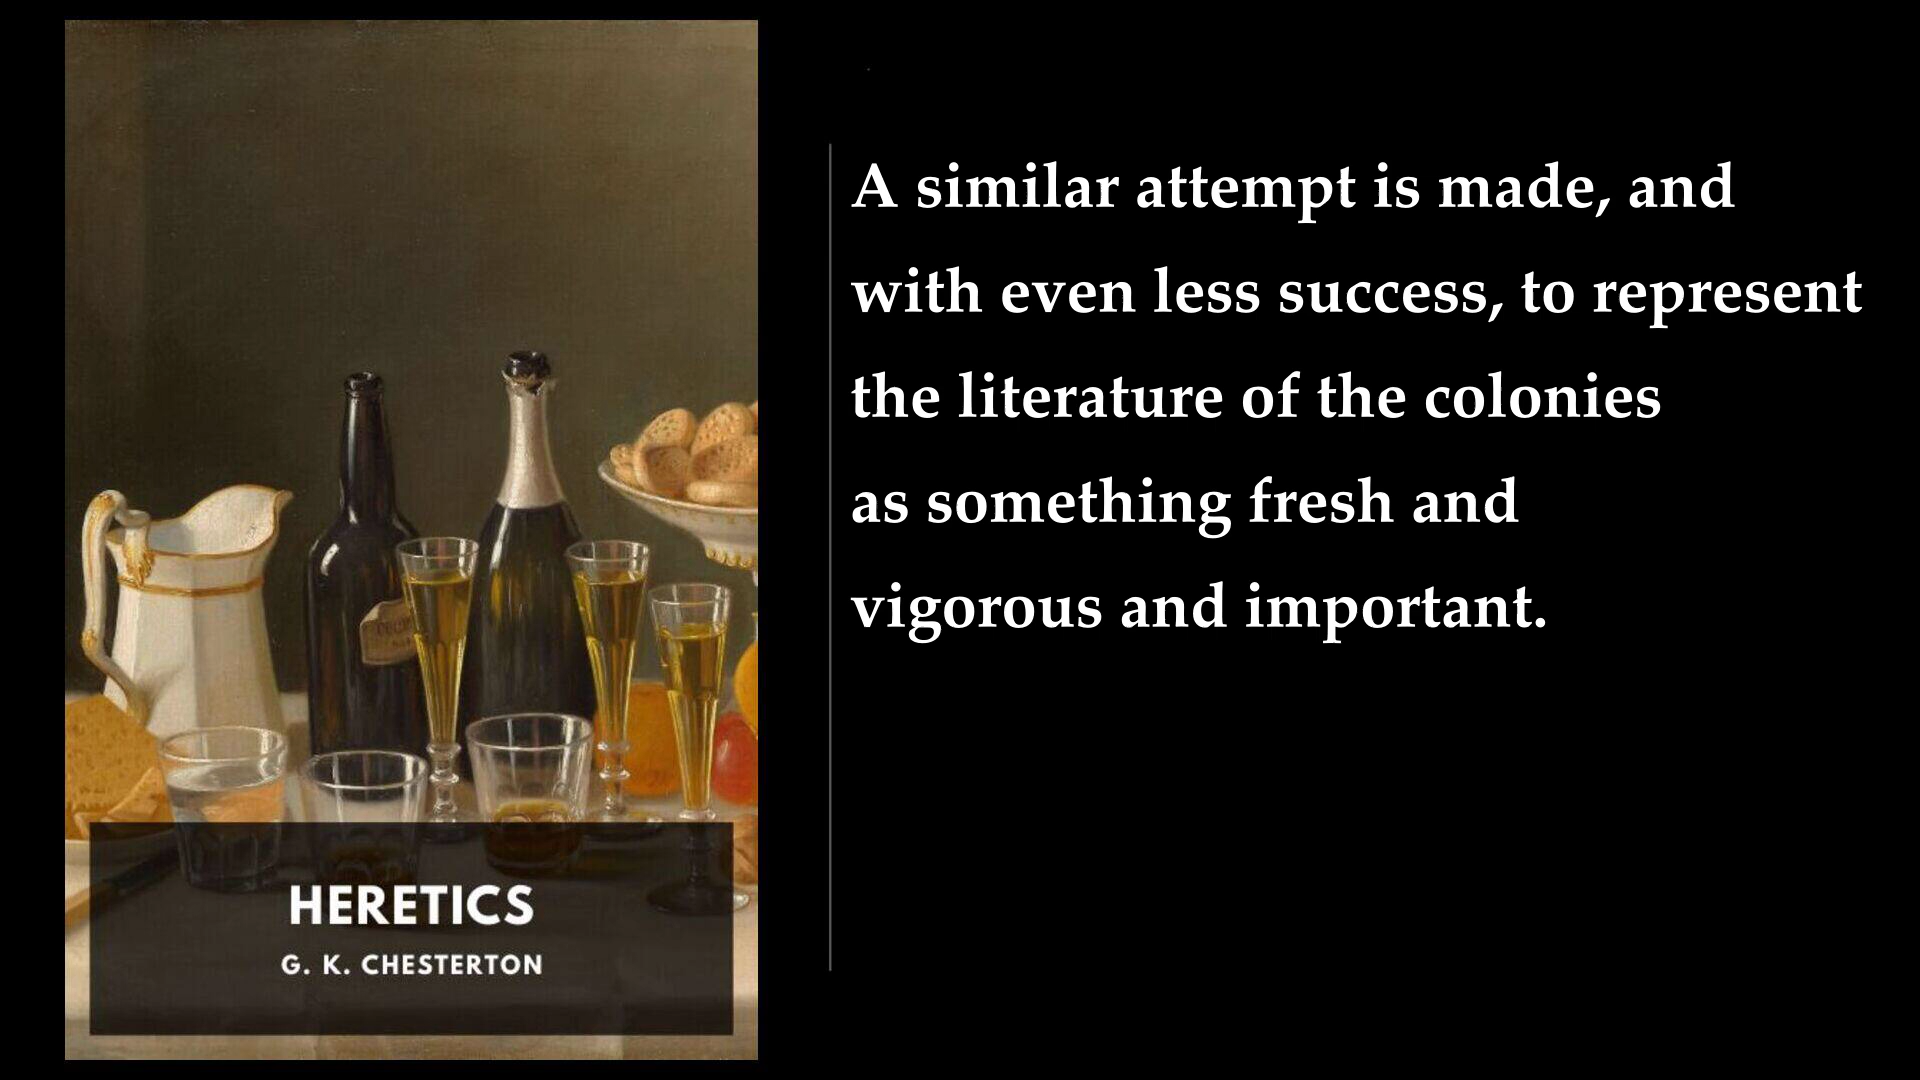 A similar attempt is made, and
with even less success, to represent
the literature of the colonies
as something fresh and
vigorous and important.
HERETICS
G. K. CHESTERTON